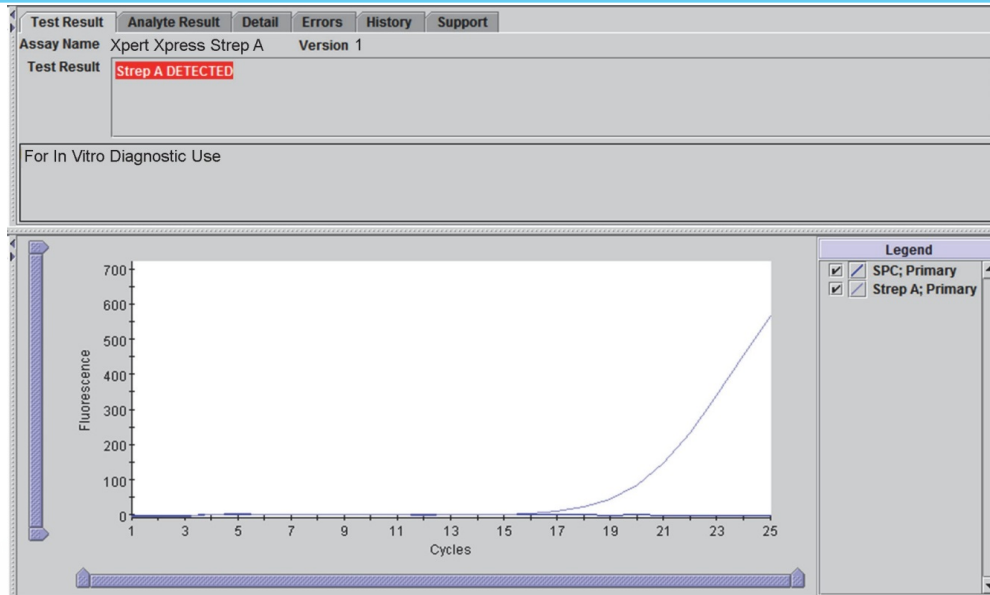 Test Result Analyte Result Detail Errors History Support
Assay Name Xpert Xpress Strep A Version 1
Test Result Strep A DETECTED
For In Vitro Diagnostic Use
Legend
SPC; Primary
Strep A; Primary
Fluorescence
700
600
500
400
300
200
100
0
1 3 5 7 9 11 13 15 17 19 21 23 25
Cycles